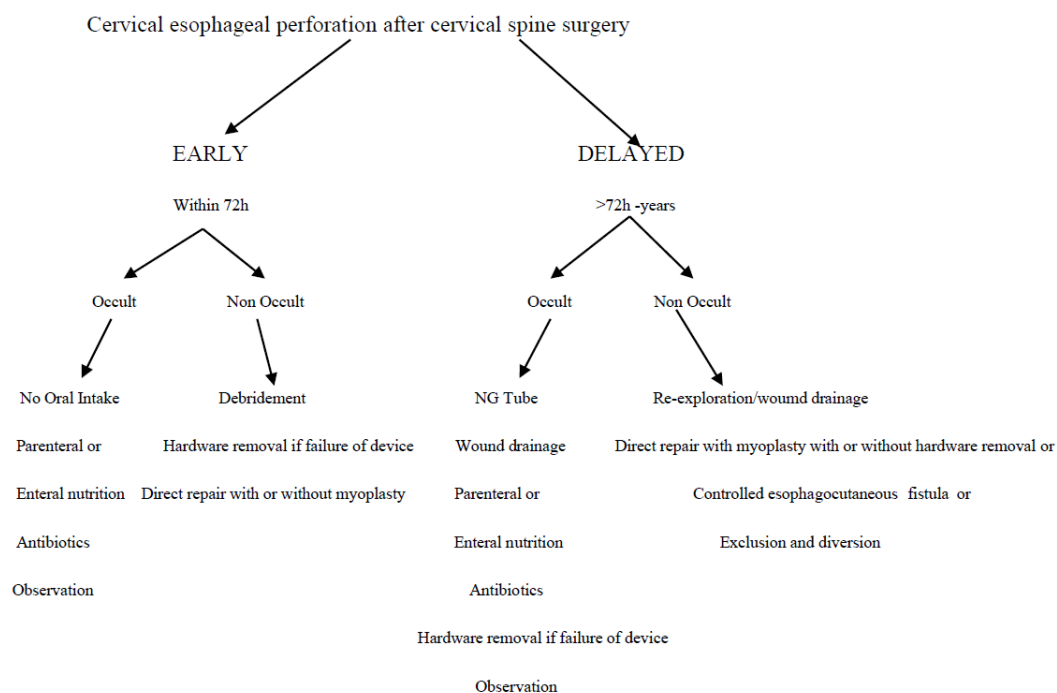 Cervical esophageal perforation after cervical spine surgery
EARLY
DELAYED
Within 72h
>72h -years
Occult
Non Occult
Occult
Non Occult
No Oral Intake
Parenteral or
Enteral nutrition
Antibiotics
Observation
Debridement
Hardware removal if failure of device
Direct repair with or without myoplasty
NG Tube
Wound drainage
Parenteral or
Enteral nutrition
Antibiotics
Hardware removal if failure of device
Observation
Re-exploration/woumd drainage
Direct repair with myoplasty with or without hardware removal or
Controlled esophagocutaneous fistula or
Exclusion and diversion